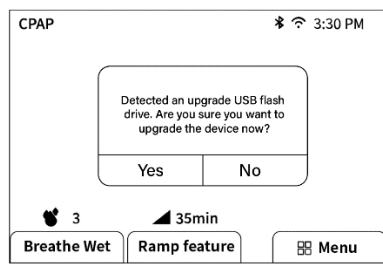 CPAP 3:30 PM
Detected an upgrade USB flash
drive. Are you sure you want to
upgrade the device now?
Yes No
3 35min
Breathe Wet Ramp feature Menu